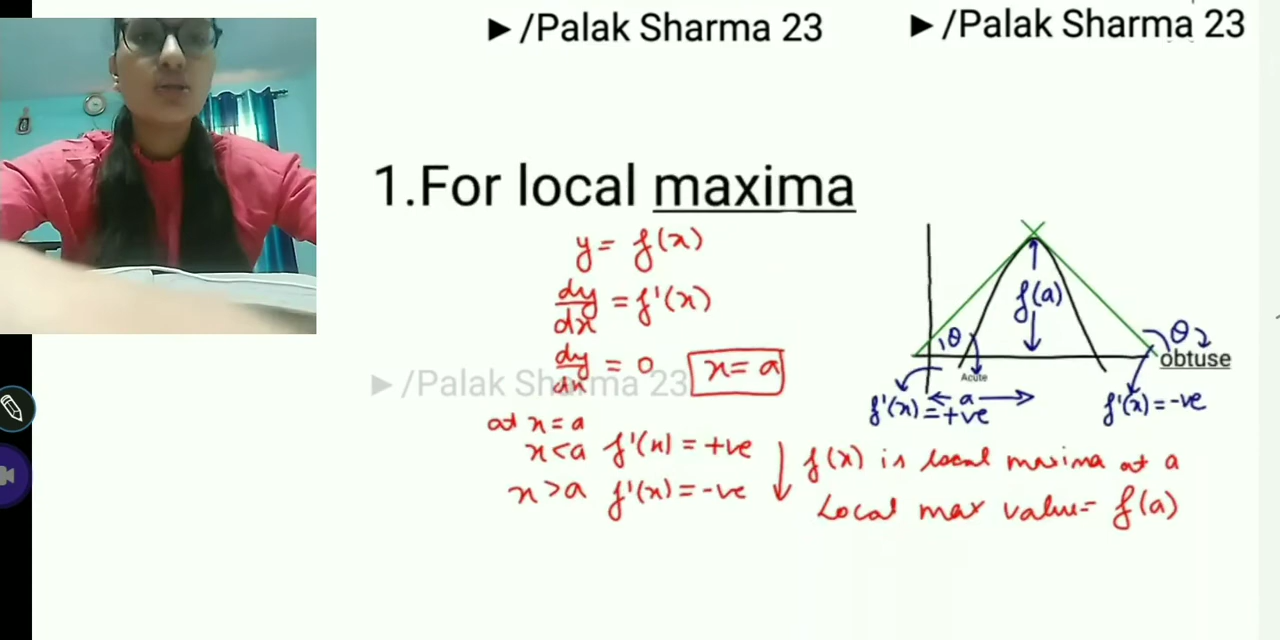 ►/Palak Sharma 23 ►/Palak Sharma 23
1.For local maxima
y = f(x)
dy/dx = f'(x)
dy/dx = 0 x = a
►/Palak Sharma 23
at x = a
x < a f'(x) = +ve
x > a f'(x) = -ve
f(x) is local maxima at a
Local max value = f(a)
f(a)
θ
θ₂
obtuse
Acute
a
f'(x) = +ve
f'(x) = -ve